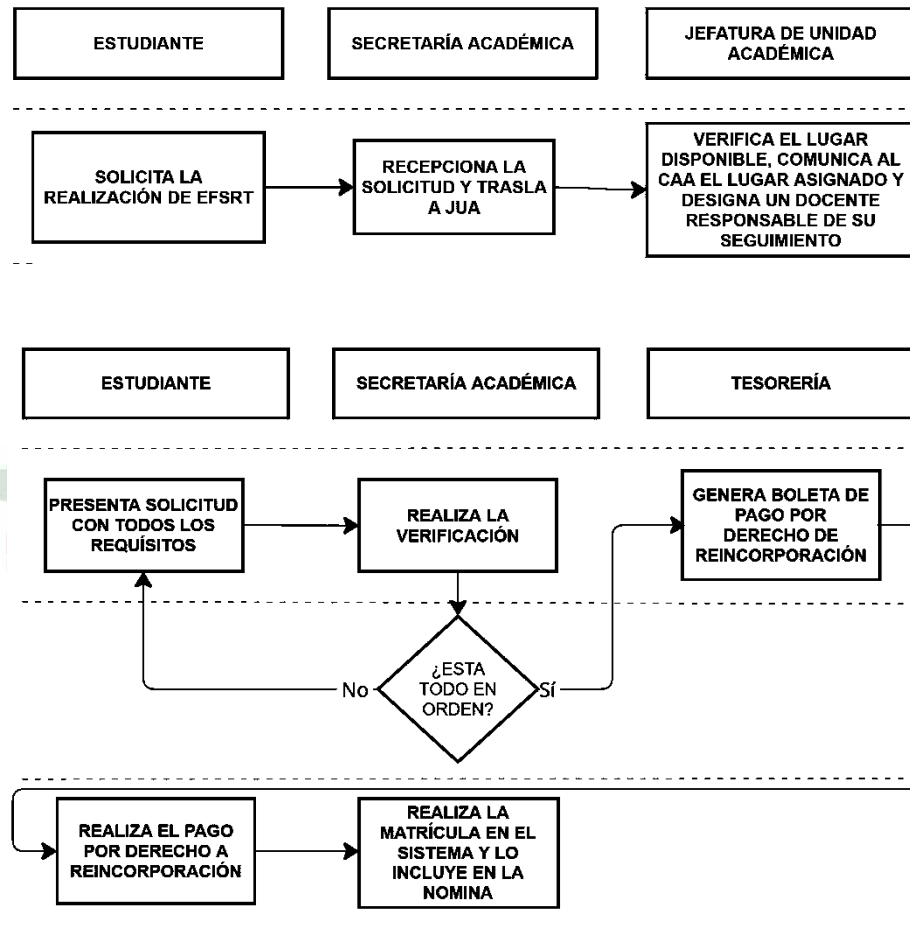 ESTUDIANTE
SECRETARÍA ACADÉMICA
JEFATURA DE UNIDAD
ACADÉMICA
SOLICITA LA
REALIZACIÓN DE EFSRT
RECEPCIONA LA
SOLICITUD Y TRASLA
A JUA
VERIFICA EL LUGAR
DISPONIBLE, COMUNICA AL
CAA EL LUGAR ASIGNADO Y
DESIGNA UN DOCENTE
RESPONSABLE DE SU
SEGUIMIENTO
ESTUDIANTE
SECRETARÍA ACADÉMICA
TESORERÍA
PRESENTA SOLICITUD
CON TODOS LOS
REQUÍSITOS
REALIZA LA
VERIFICACIÓN
GENERA BOLETA DE
PAGO POR
DERECHO DE
REINCORPORACIÓN
¿ESTA
TODO EN
ORDEN?
No
Sí
REALIZA EL PAGO
POR DERECHO A
REINCORPORACIÓN
REALIZA LA
MATRÍCULA EN EL
SISTEMA Y LO
INCLUYE EN LA
NOMINA